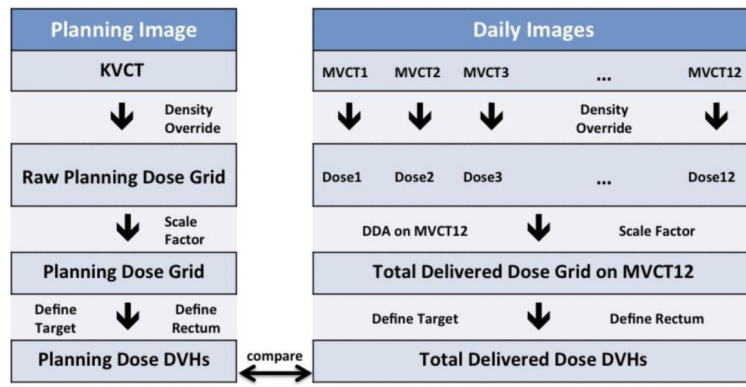 Planning Image
KVCT
Density
Override
Raw Planning Dose Grid
Scale
Factor
Planning Dose Grid
Define
Target
Define
Rectum
Planning Dose DVHs
compare
Daily Images
MVCT1 MVCT2 MVCT3 ... MVCT12
Density
Override
Dose1 Dose2 Dose3 ... Dose12
DDA on MVCT12 Scale Factor
Total Delivered Dose Grid on MVCT12
Define Target Define Rectum
Total Delivered Dose DVHs